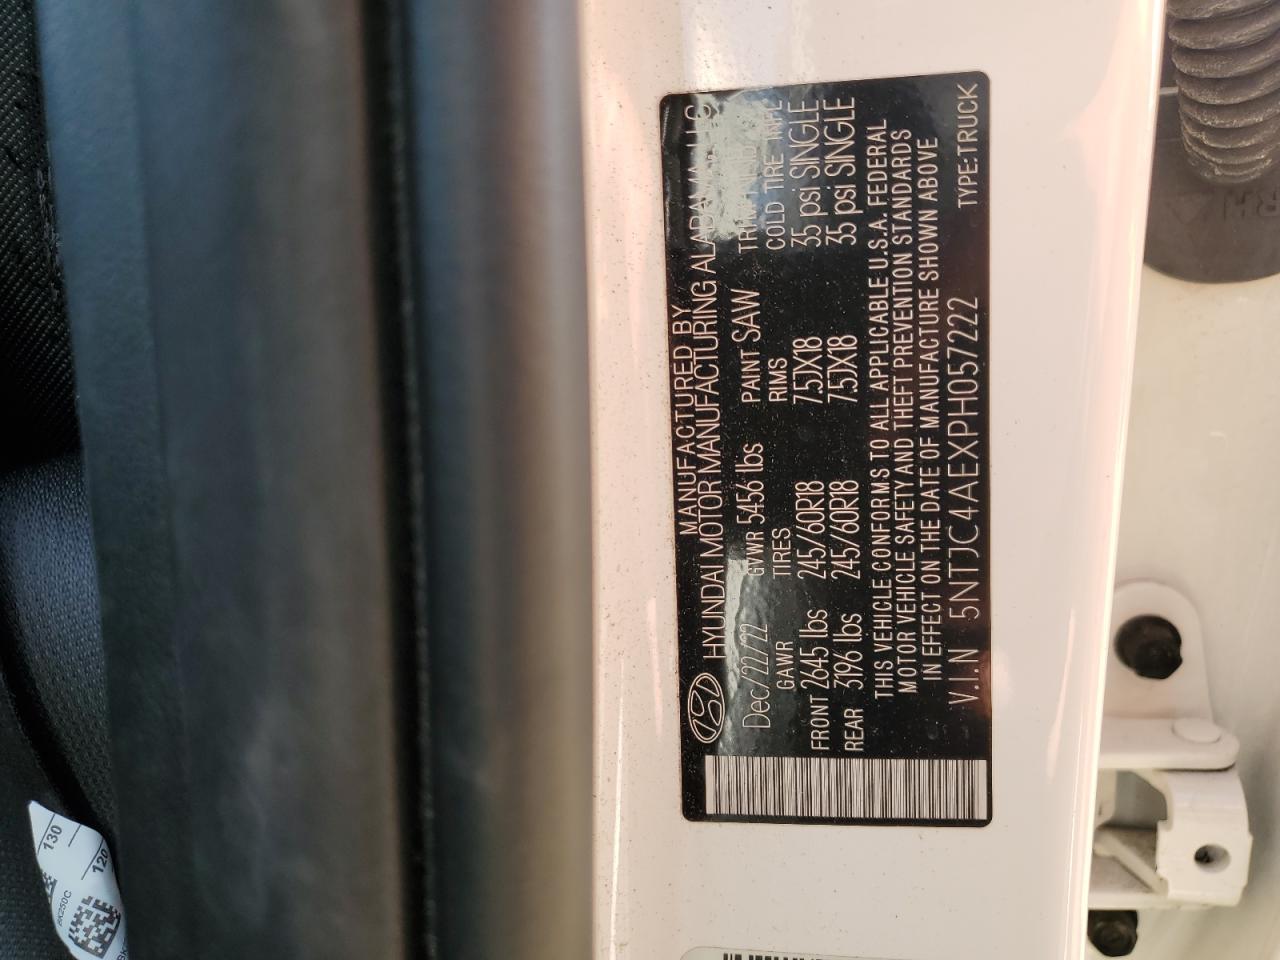 MANUFACTURED BY
HYUNDAI MOTOR MANUFACTURING ALABAMA, LLC
Dec/22/22 GVWR 5456 lbs PAINT SAW TRIM
GAWR TIRES RIMS COLD TIRE INFL
FRONT 2645 lbs 245/60R18 7.5JX18 35 psi SINGLE
REAR 3196 lbs 245/60R18 7.5JX18 35 psi SINGLE
THIS VEHICLE CONFORMS TO ALL APPLICABLE U.S.A. FEDERAL
MOTOR VEHICLE SAFETY AND THEFT PREVENTION STANDARDS
IN EFFECT ON THE DATE OF MANUFACTURE SHOWN ABOVE
V.I.N 5NTJC4AEXPH057222 TYPE:TRUCK
130
120
RH